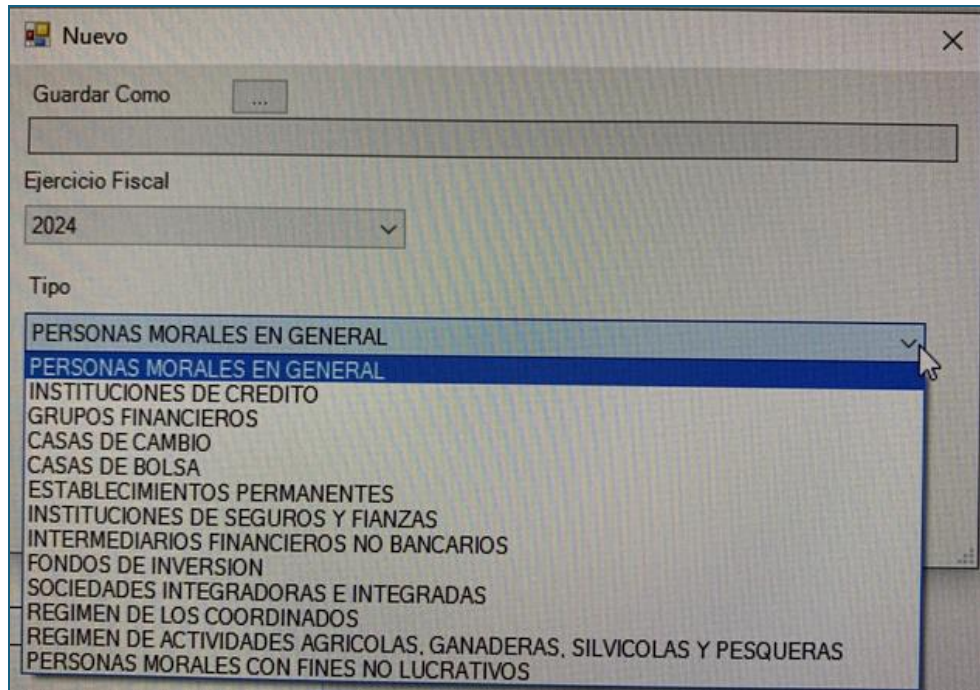 Nuevo
Guardar Como ...
Ejercicio Fiscal
2024
Tipo
PERSONAS MORALES EN GENERAL
PERSONAS MORALES EN GENERAL
INSTITUCIONES DE CREDITO
GRUPOS FINANCIEROS
CASAS DE CAMBIO
CASAS DE BOLSA
ESTABLECIMIENTOS PERMANENTES
INSTITUCIONES DE SEGUROS Y FIANZAS
INTERMEDIARIOS FINANCIEROS NO BANCARIOS
FONDOS DE INVERSION
SOCIEDADES INTEGRADORAS E INTEGRADAS
REGIMEN DE LOS COORDINADOS
REGIMEN DE ACTIVIDADES AGRICOLAS, GANADERAS, SILVICOLAS Y PESQUERAS
PERSONAS MORALES CON FINES NO LUCRATIVOS